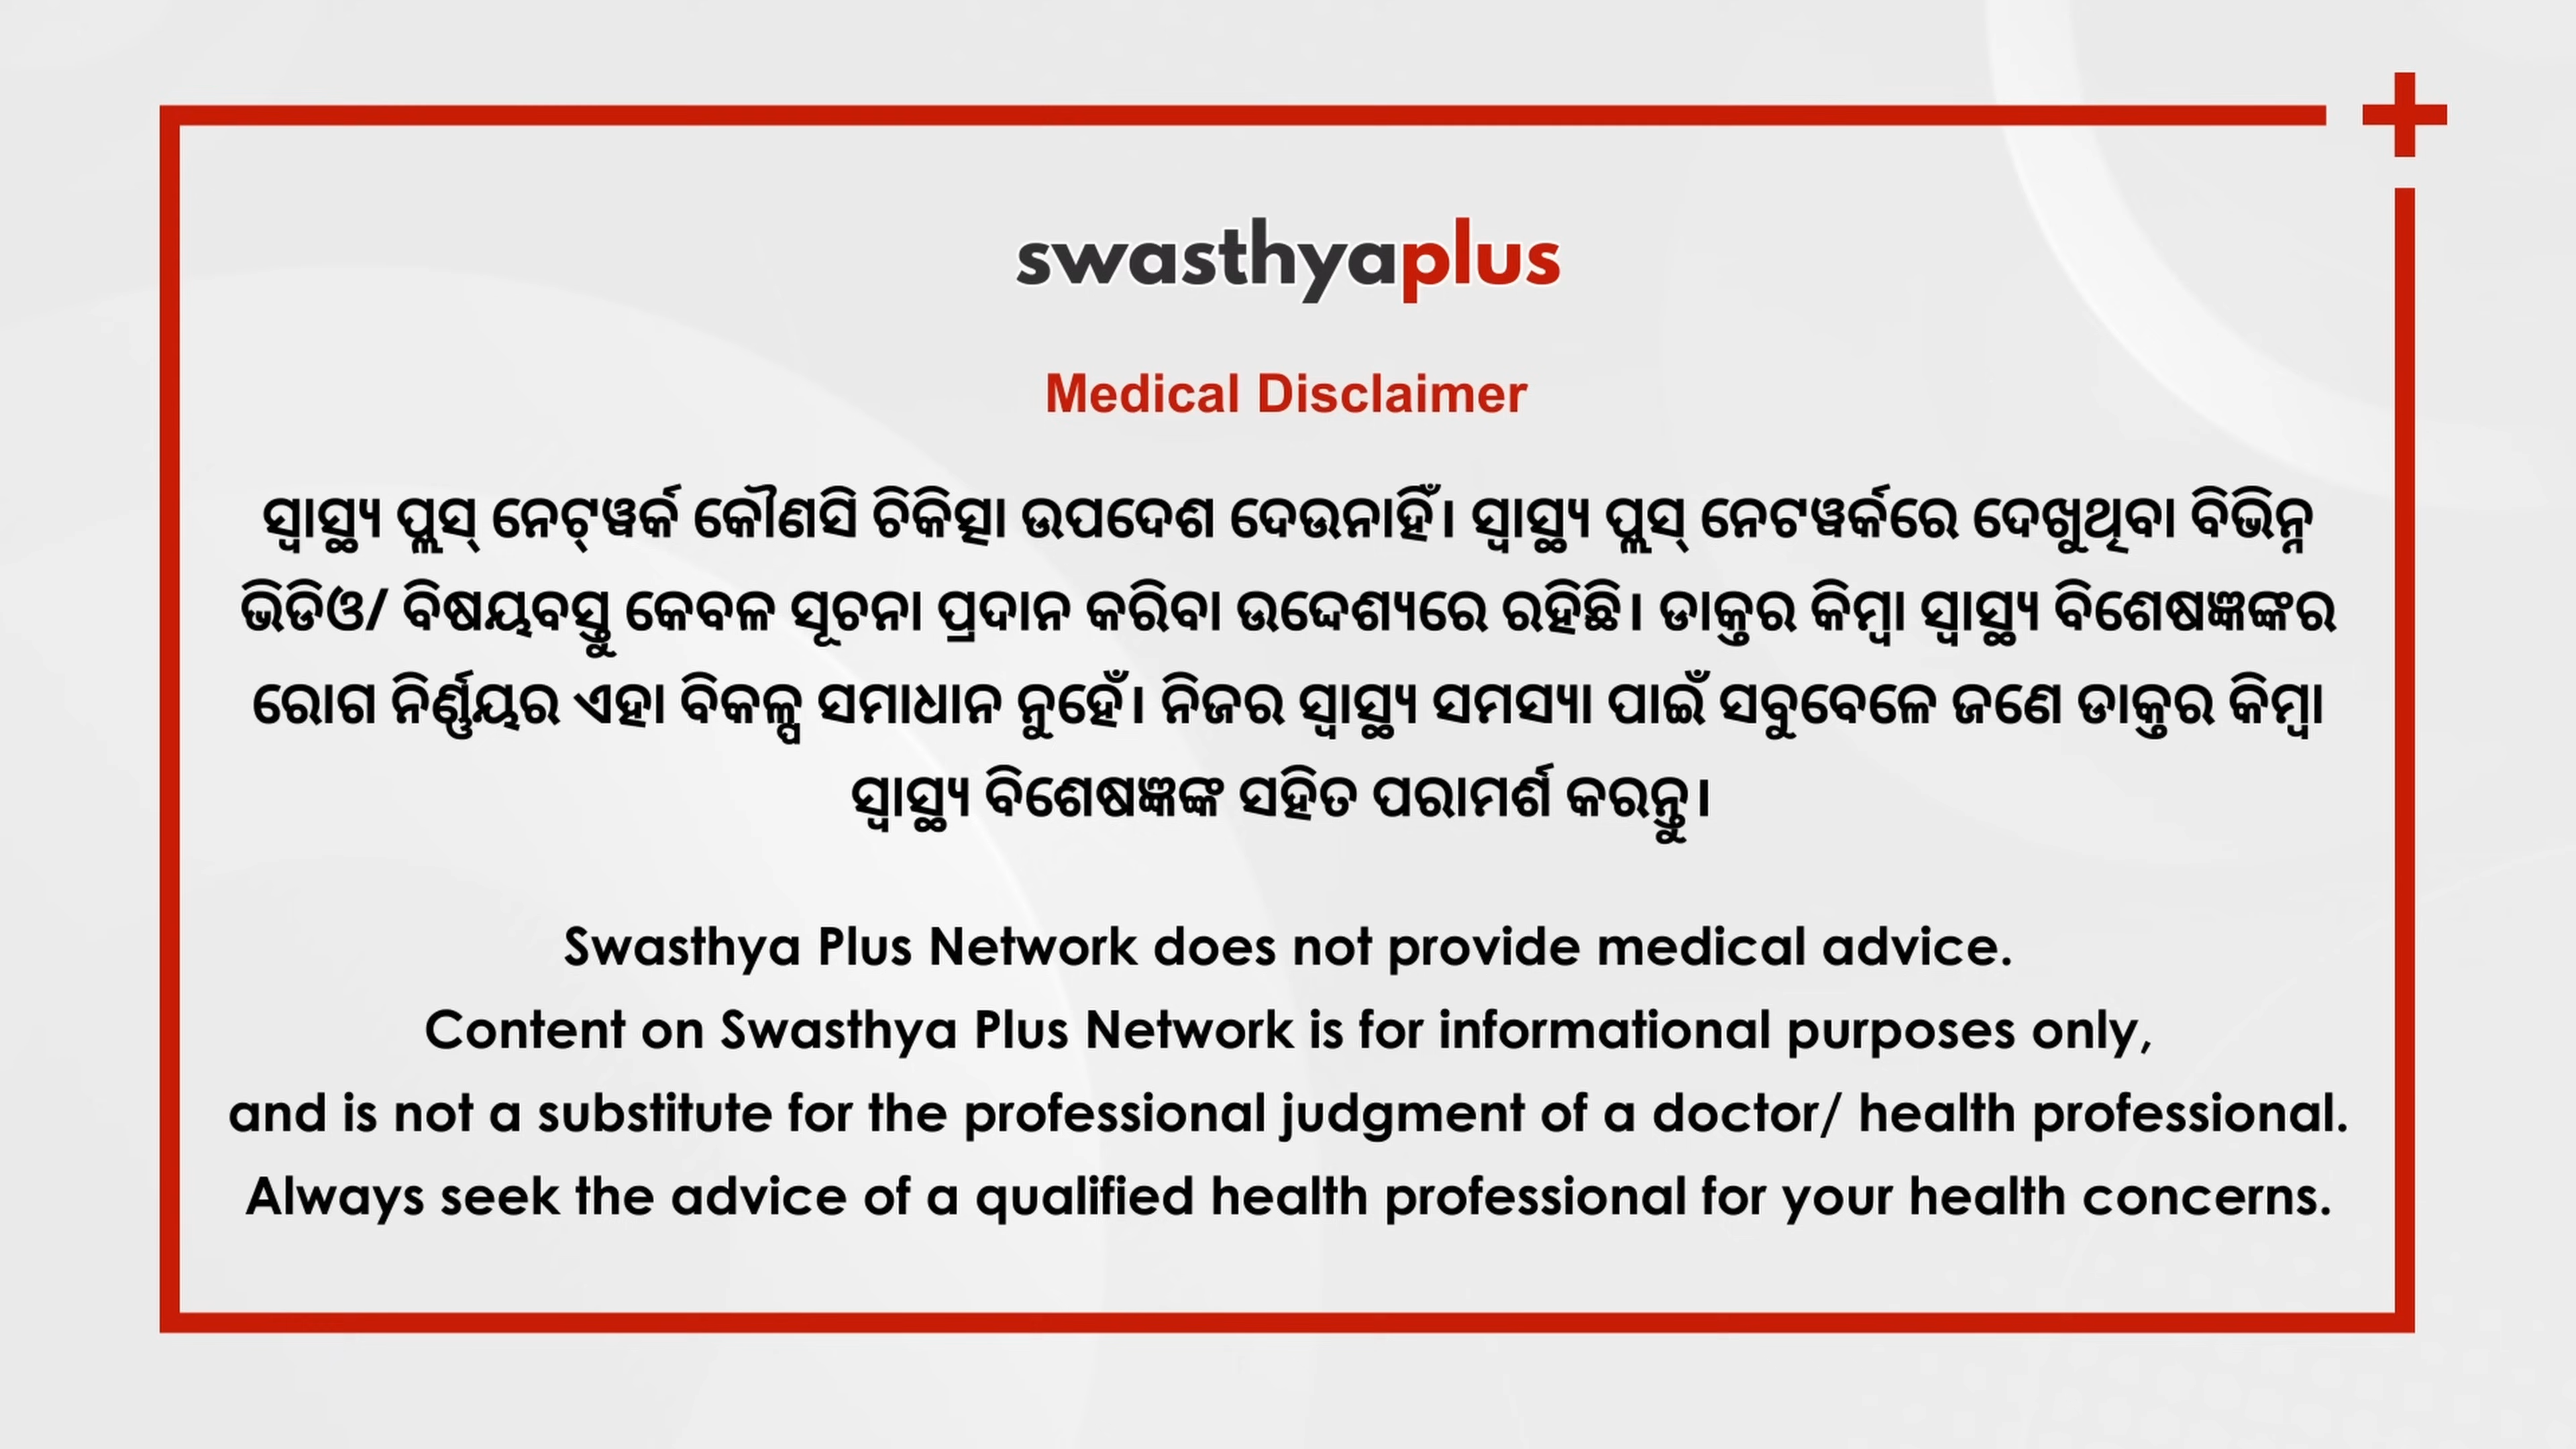 swasthyaplus
Medical Disclaimer
ସ୍ୱାସ୍ଥ୍ୟ ପ୍ଲସ୍ ନେଟ୍‌ୱର୍କ କୌଣସି ଚିକିତ୍ସା ଉପଦେଶ ଦେଉନାହିଁ। ସ୍ୱାସ୍ଥ୍ୟ ପ୍ଲସ୍ ନେଟୱର୍କରେ ଦେଖୁଥିବା ବିଭିନ୍ନ
ଭିଡିଓ/ ବିଷୟବସ୍ତୁ କେବଳ ସୂଚନା ପ୍ରଦାନ କରିବା ଉଦ୍ଦେଶ୍ୟରେ ରହିଛି। ଡାକ୍ତର କିମ୍ବା ସ୍ୱାସ୍ଥ୍ୟ ବିଶେଷଜ୍ଞଙ୍କର
ରୋଗ ନିର୍ଣ୍ଣୟର ଏହା ବିକଳ୍ପ ସମାଧାନ ନୁହେଁ। ନିଜର ସ୍ୱାସ୍ଥ୍ୟ ସମସ୍ୟା ପାଇଁ ସବୁବେଳେ ଜଣେ ଡାକ୍ତର କିମ୍ବା
ସ୍ୱାସ୍ଥ୍ୟ ବିଶେଷଜ୍ଞଙ୍କ ସହିତ ପରାମର୍ଶ କରନ୍ତୁ।
Swasthya Plus Network does not provide medical advice.
Content on Swasthya Plus Network is for informational purposes only,
and is not a substitute for the professional judgment of a doctor/ health professional.
Always seek the advice of a qualified health professional for your health concerns.